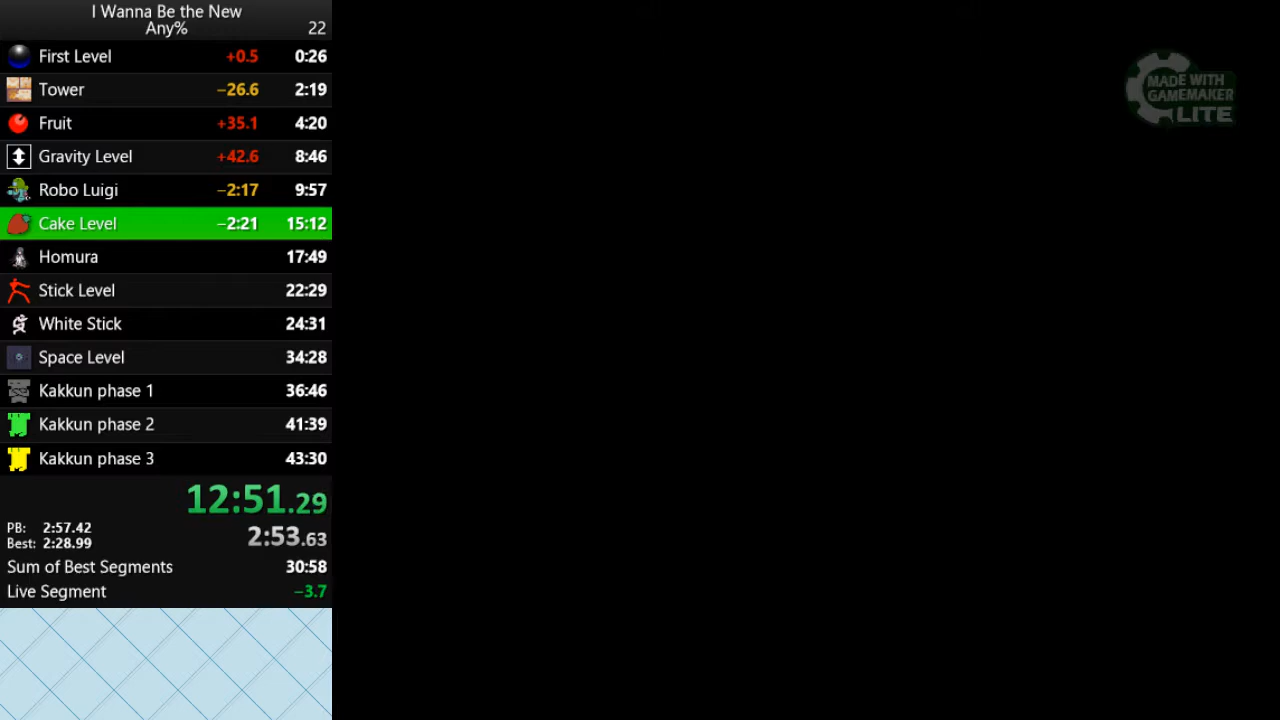 I Wanna Be the New
Any% 22
First Level +0.5 0:26
Tower −26.6 2:19
Fruit +35.1 4:20
Gravity Level +42.6 8:46
Robo Luigi −2:17 9:57
Cake Level −2:21 15:12
Homura 17:49
Stick Level 22:29
White Stick 24:31
Space Level 34:28
Kakkun phase 1 36:46
Kakkun phase 2 41:39
Kakkun phase 3 43:30
12:51.29
PB: 2:57.42
Best: 2:28.99
2:53.63
Sum of Best Segments 30:58
Live Segment −3.7
MADE WITH
GAMEMAKER
LITE